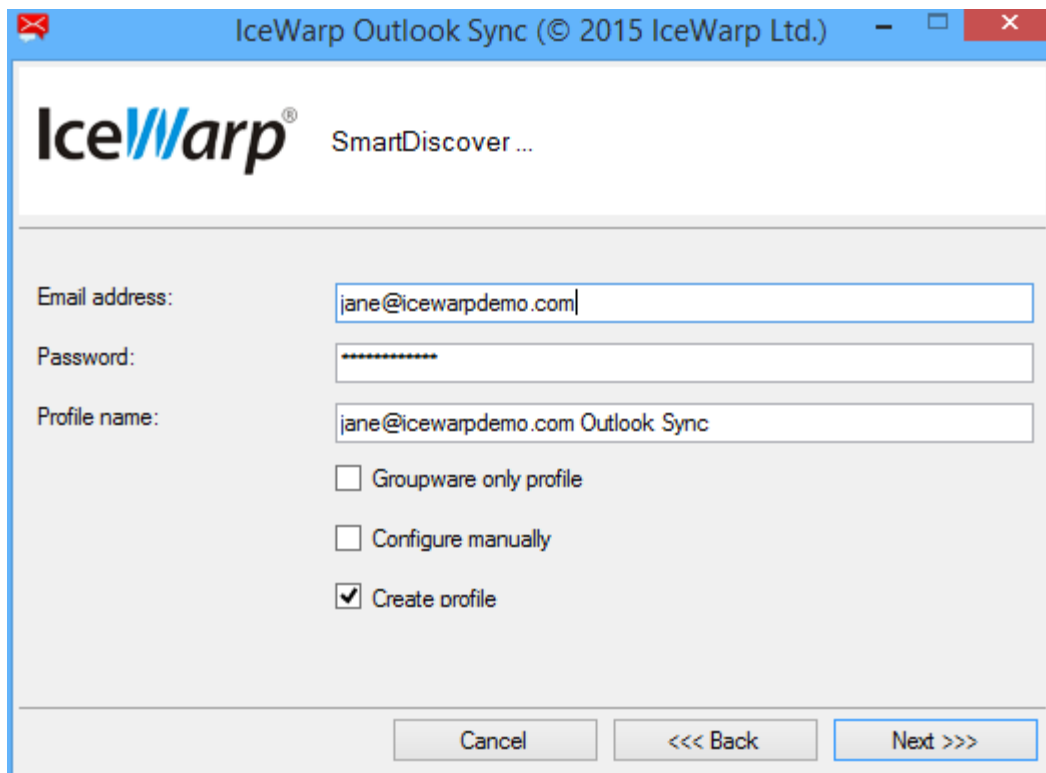 IceWarp Outlook Sync (© 2015 IceWarp Ltd.)
IceWarp® SmartDiscover ...
Email address: jane@icewarpdemo.com
Password: ************
Profile name: jane@icewarpdemo.com Outlook Sync
Groupware only profile
Configure manually
Create profile
Cancel <<< Back Next >>>